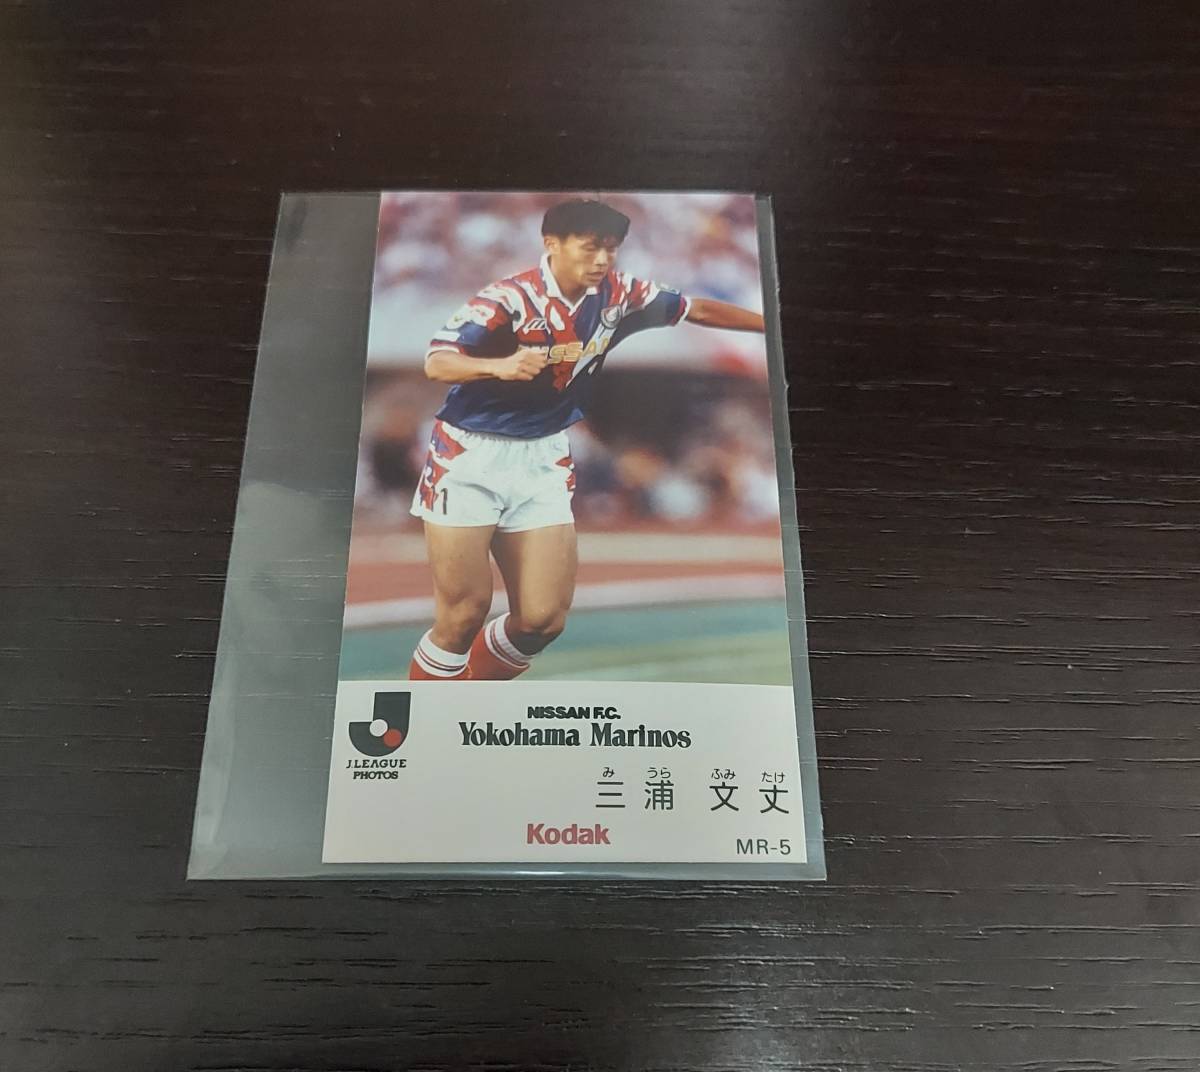 NISSAN
1
NISSAN F.C.
Yokohama Marinos
J.LEAGUE
PHOTOS
み うら ふみ たけ
三浦 文丈
Kodak
MR-5